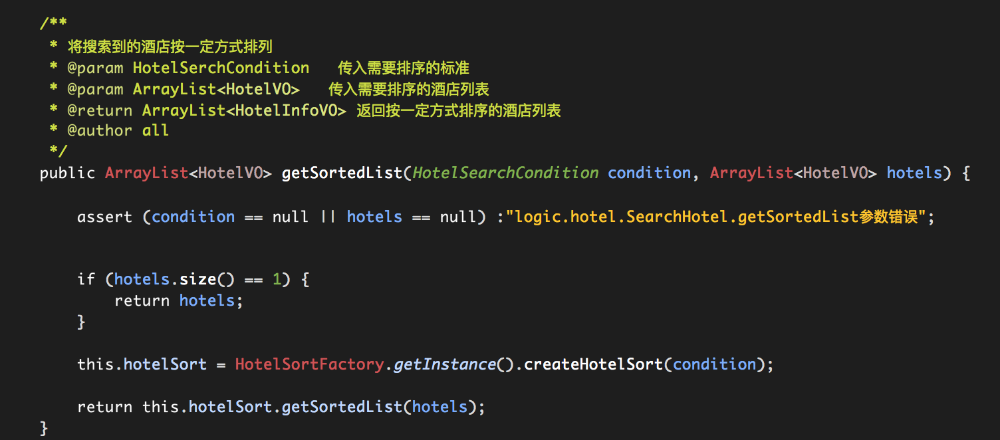 /**
 * 将搜索到的酒店按一定方式排列
 * @param HotelSerchCondition   传入需要排序的标准
 * @param ArrayList<HotelVO>   传入需要排序的酒店列表
 * @return ArrayList<HotelInfoVO> 返回按一定方式排序的酒店列表
 * @author all
 */
public ArrayList<HotelVO> getSortedList(HotelSearchCondition condition, ArrayList<HotelVO> hotels) {
    assert (condition == null || hotels == null) :"logic.hotel.SearchHotel.getSortedList参数错误";
    if (hotels.size() == 1) {
        return hotels;
    }
    this.hotelSort = HotelSortFactory.getInstance().createHotelSort(condition);
    return this.hotelSort.getSortedList(hotels);
}